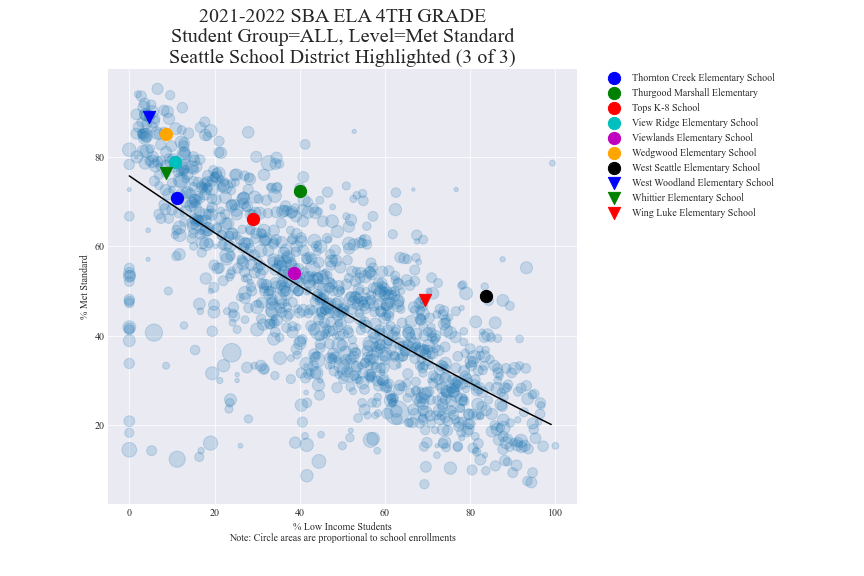 2021-2022 SBA ELA 4TH GRADE
Student Group=ALL, Level=Met Standard
Seattle School District Highlighted (3 of 3)
Thornton Creek Elementary School
Thurgood Marshall Elementary
Tops K-8 School
View Ridge Elementary School
Viewlands Elementary School
Wedgwood Elementary School
West Seattle Elementary School
West Woodland Elementary School
Whittier Elementary School
Wing Luke Elementary School
% Met Standard
80
60
40
20
0 20 40 60 80 100
% Low Income Students
Note: Circle areas are proportional to school enrollments